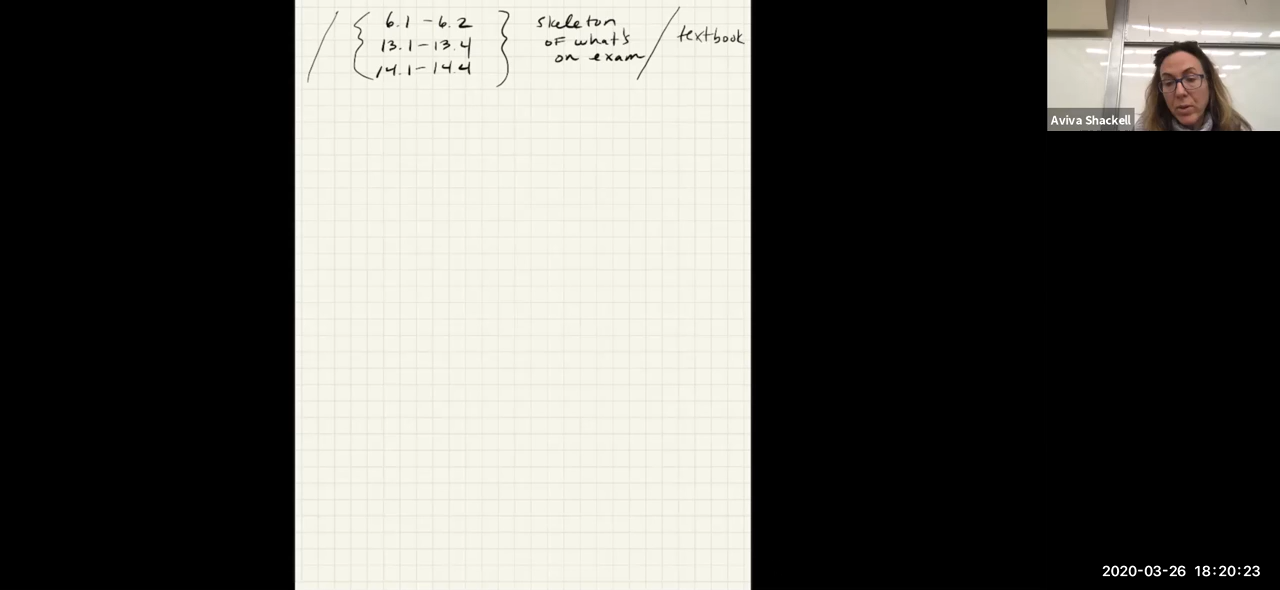 / { 6.1 - 6.2
13.1 - 13.4
14.1 - 14.4 } skeleton
of what's
on exam / textbook
Aviva Shackell
2020-03-26 18:20:23